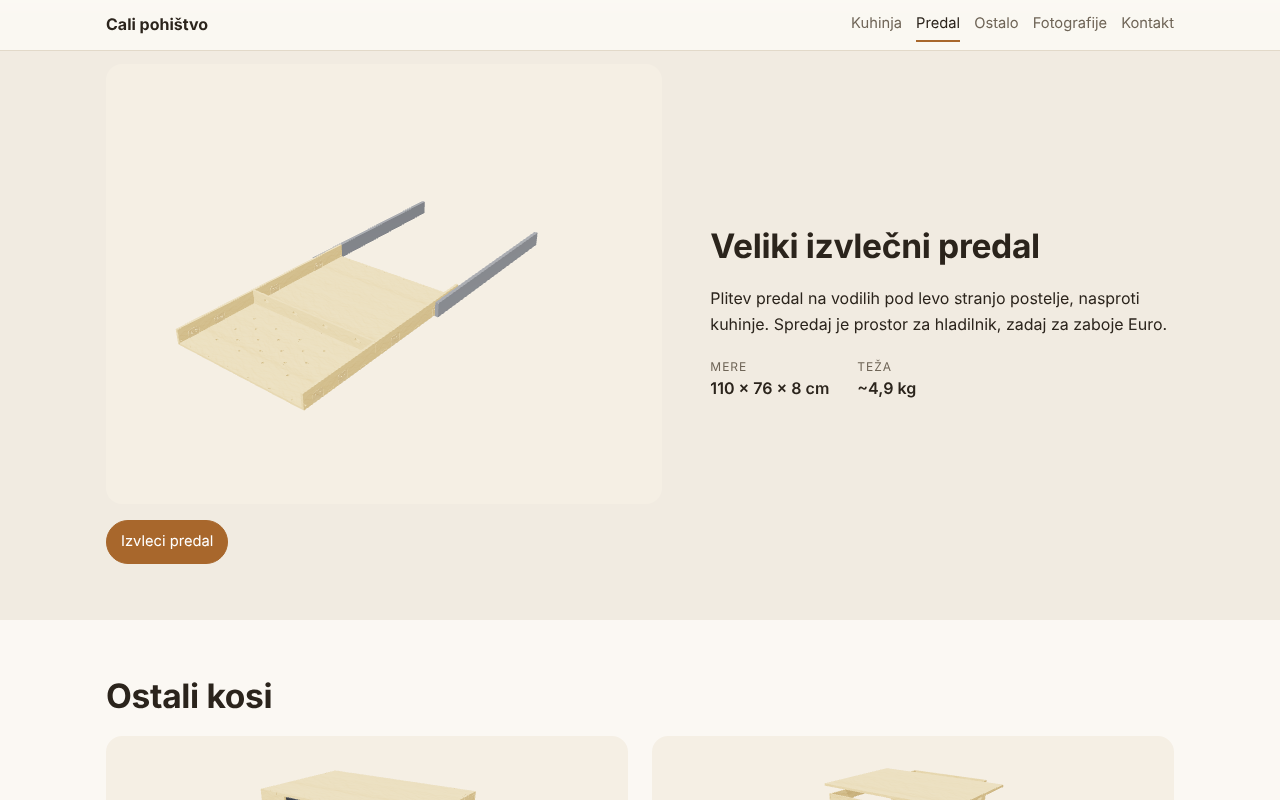 Cali pohištvo
Kuhinja Predal Ostalo Fotografije Kontakt
Veliki izvlečni predal
Plitev predal na vodilih pod levo stranjo postelje, nasproti
kuhinje. Spredaj je prostor za hladilnik, zadaj za zaboje Euro.
MERE TEŽA
110 × 76 × 8 cm ~4,9 kg
Izvleci predal
Ostali kosi